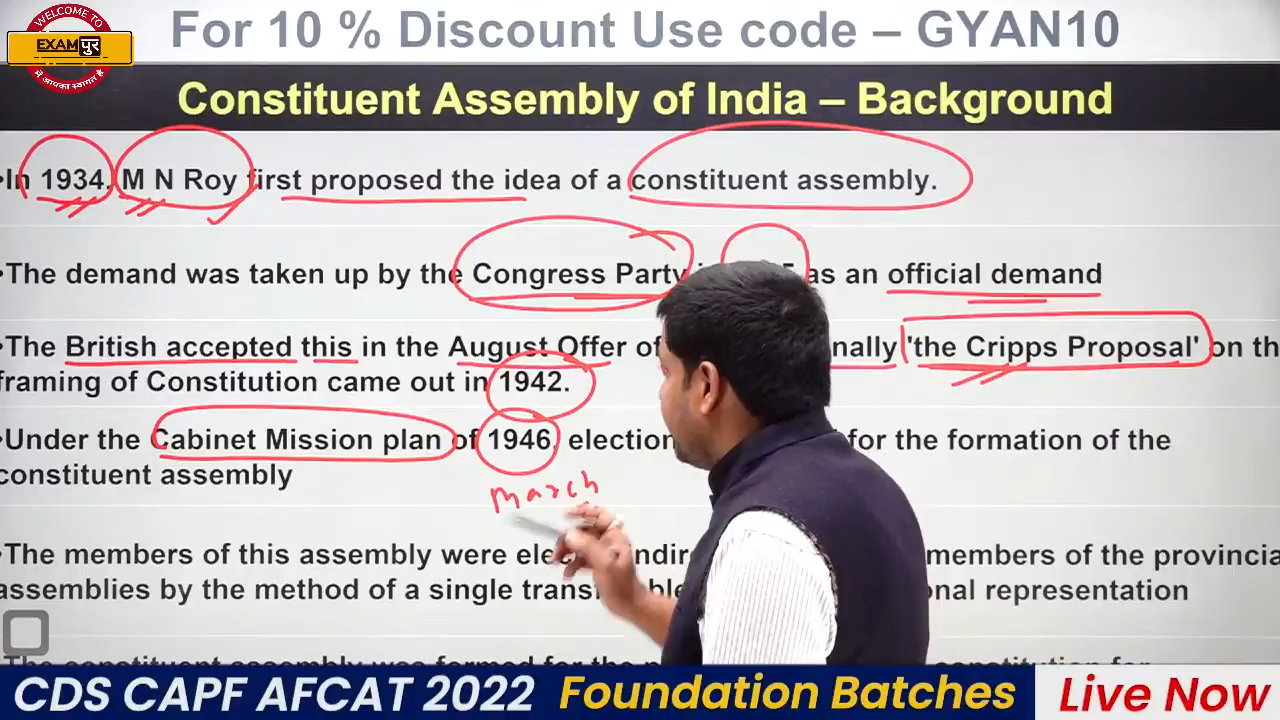 For 10 % Discount Use code – GYAN10
WELCOME TO
EXAMपुर
में आपका स्वागत है
Constituent Assembly of India – Background
•In 1934, M N Roy first proposed the idea of a constituent assembly.
•The demand was taken up by the Congress Party as an official demand
•The British accepted this in the August Offer of 'the Cripps Proposal' on th
framing of Constitution came out in 1942.
•Under the Cabinet Mission plan of 1946, election for the formation of the
constituent assembly
March
•The members of this assembly were members of the provincia
assemblies by the method of a single representation
CDS CAPF AFCAT 2022 Foundation Batches Live Now